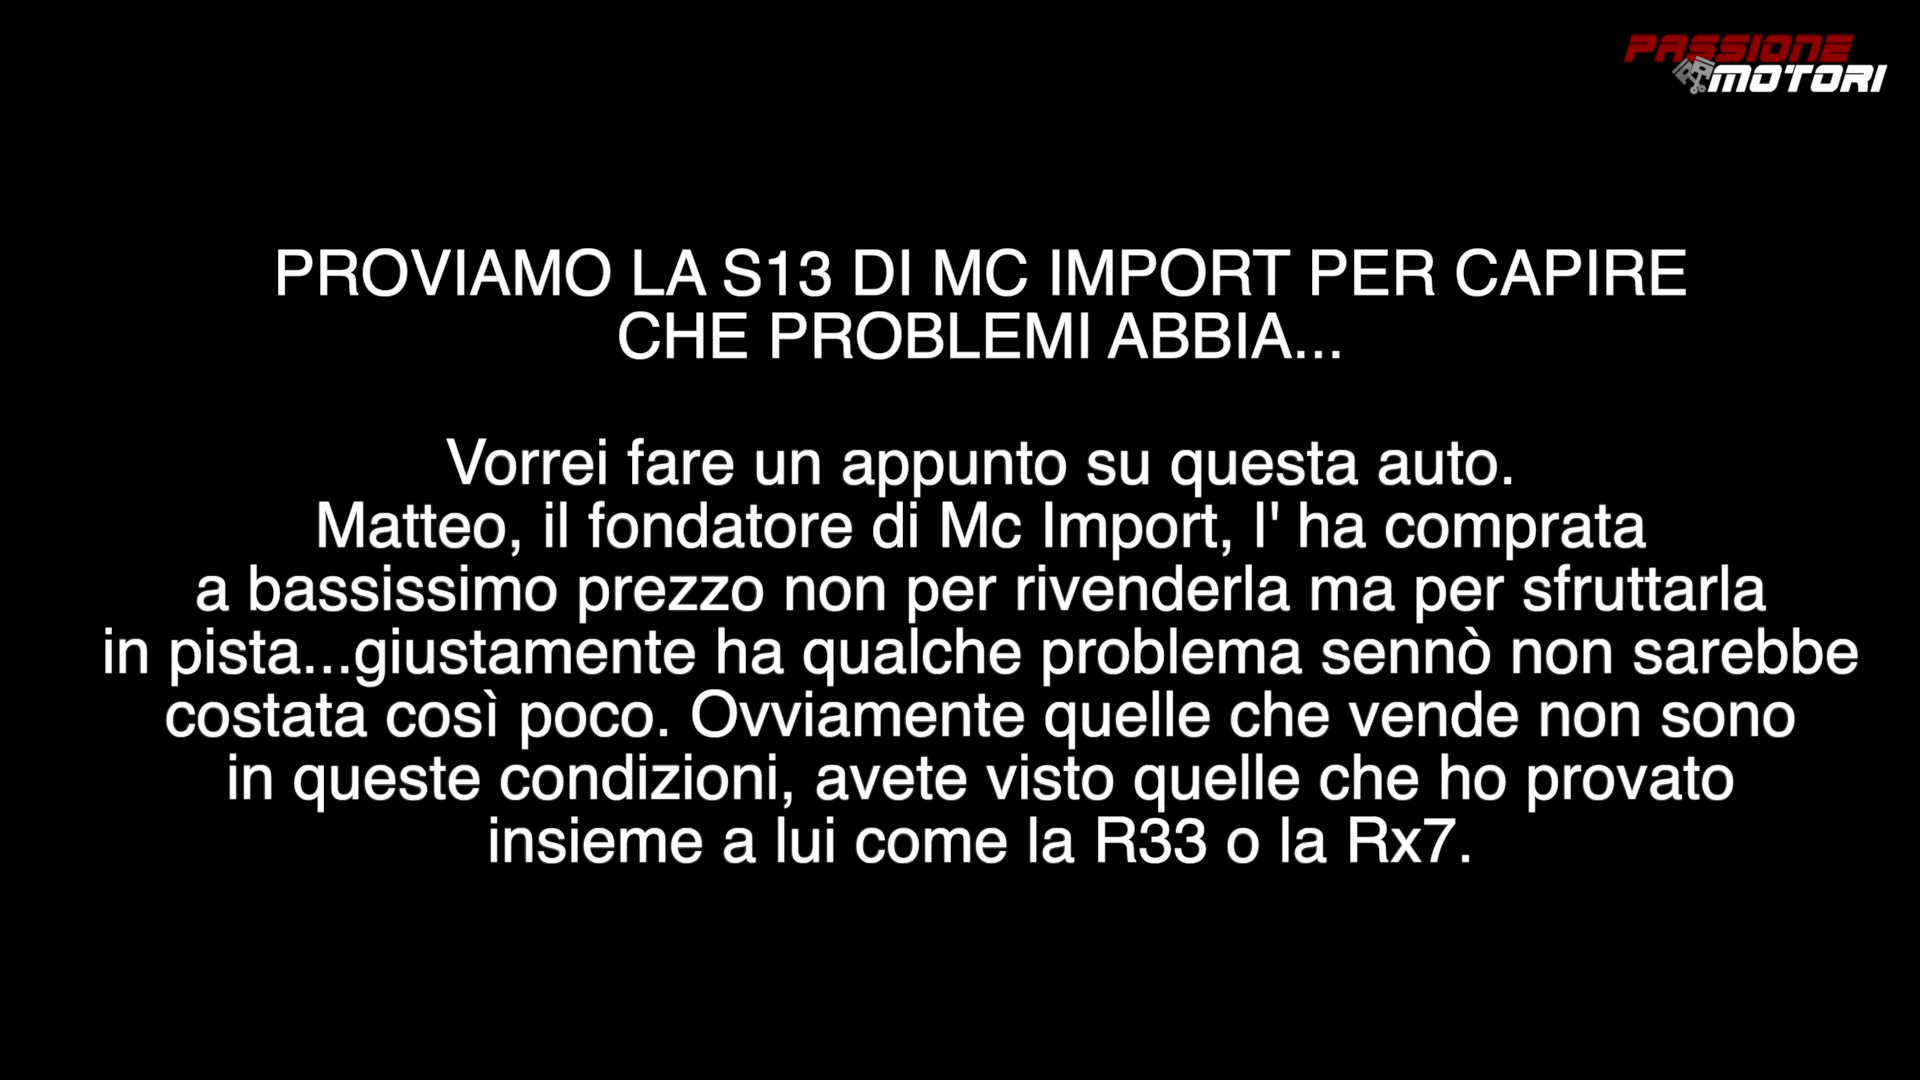 PASSIONE
MOTORI
PROVIAMO LA S13 DI MC IMPORT PER CAPIRE
CHE PROBLEMI ABBIA...
Vorrei fare un appunto su questa auto.
Matteo, il fondatore di Mc Import, l' ha comprata
a bassissimo prezzo non per rivenderla ma per sfruttarla
in pista...giustamente ha qualche problema sennò non sarebbe
costata così poco. Ovviamente quelle che vende non sono
in queste condizioni, avete visto quelle che ho provato
insieme a lui come la R33 o la Rx7.